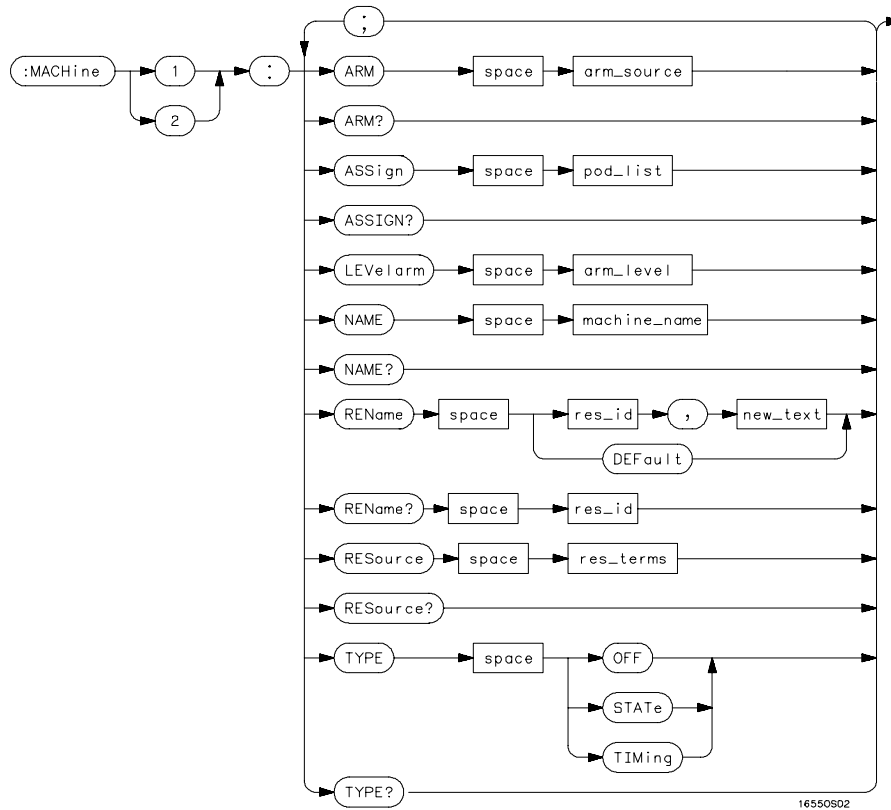 ;
:MACHine 1 : ARM space arm_source
2 ARM?
ASSign space pod_list
ASSIGN?
LEVelarm space arm_level
NAME space machine_name
NAME?
REName space res_id , new_text
DEFault
REName? space res_id
RESource space res_terms
RESource?
TYPE space OFF
STATe
TIMing
TYPE?
16550S02